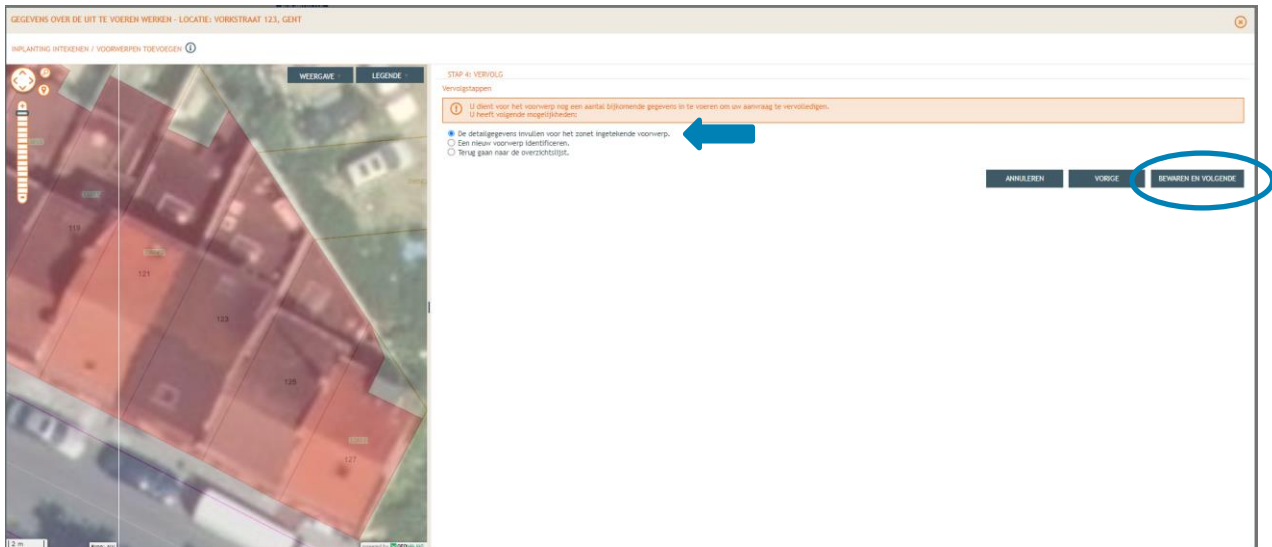 GEGEVENS OVER DE UIT TE VOEREN WERKEN - LOCATIE: VORKSTRAAT 123, GENT
INPLANTING INTEKENEN / VOORWERPEN TOEVOEGEN
WEERGAVE
LEGENDE
119
121
123
125
127
2 m
STAP 4: VERVOLG
Vervolgstappen
U dient voor het voorwerp nog een aantal bijkomende gegevens in te voeren om uw aanvraag te vervolledigen.
U heeft volgende mogelijkheden:
De detailgegevens invullen voor het zonet ingetekende voorwerp.
Een nieuw voorwerp identificeren.
Terug gaan naar de overzichtslijst.
ANNULEREN
VORIGE
BEWAREN EN VOLGENDE